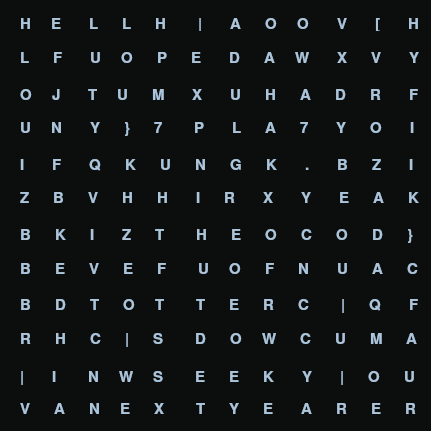 H E L L H | A O O V [ H
L F U O P E D A W X V Y
O J T U M X U H A D R F
U N Y } 7 P L A 7 Y O I
I F Q K U N G K . B Z I
Z B V H H I R X Y E A K
B K I Z T H E O C O D }
B E V E F U O F N U A C
B D T O T T E R C | Q F
R H C | S D O W C U M A
| I N W S E E K Y | O U
V A N E X T Y E A R E R